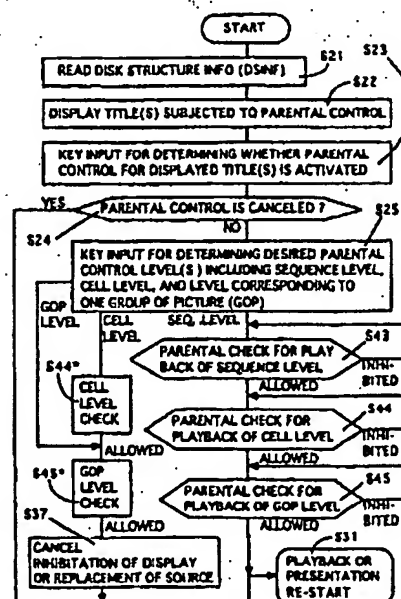 START
S21
S23
READ DISK STRUCTURE INFO (DSINF)
S22
DISPLAY TITLE(S) SUBJECTED TO PARENTAL CONTROL
KEY INPUT FOR DETERMINING WHETHER PARENTAL
CONTROL FOR DISPLAYED TITLE(S) IS ACTIVATED
YES
PARENTAL CONTROL IS CANCELED ?
S25
S24
NO
KEY INPUT FOR DETERMINING DESIRED PARENTAL
CONTROL LEVEL(S) INCLUDING SEQUENCE LEVEL,
CELL LEVEL, AND LEVEL CORRESPONDING TO
ONE GROUP OF PICTURE (GOP)
GOP
LEVEL
CELL
LEVEL
SEQ. LEVEL
S43
PARENTAL CHECK FOR PLAY
BACK OF SEQUENCE LEVEL
INHI-
BITED
ALLOWED
S44*
CELL
LEVEL
CHECK
S44
PARENTAL CHECK FOR
PLAYBACK OF CELL LEVEL
INHI-
BITED
ALLOWED
ALLOWED
S45*
GOP
LEVEL
CHECK
S45
PARENTAL CHECK FOR
PLAYBACK OF GOP LEVEL
INHI-
BITED
ALLOWED
S37
ALLOWED
CANCEL
INHIBITATION OF DISPLAY
OR REPLACEMENT OF SOURCE
S31
PLAYBACK OR
PRESENTATION
RE-START